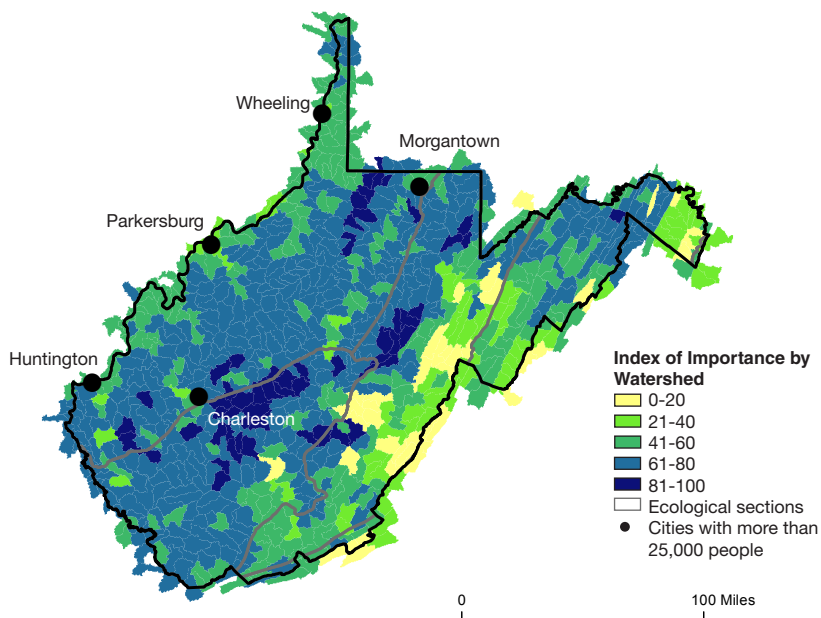 Wheeling
Morgantown
Parkersburg
Huntington
Charleston
Index of Importance by
Watershed
0-20
21-40
41-60
61-80
81-100
Ecological sections
Cities with more than
25,000 people
0
100 Miles